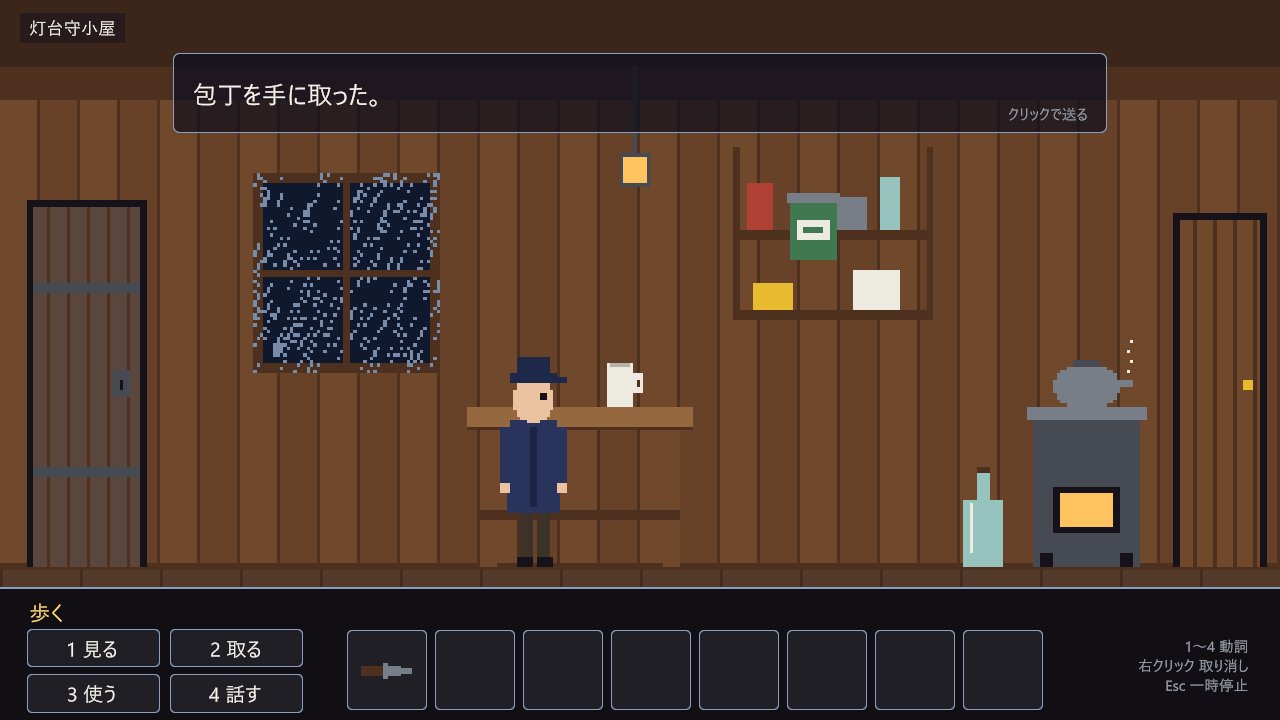 灯台守小屋
包丁を手に取った。
クリックで送る
歩く
1 見る
2 取る
3 使う
4 話す
1～4 動詞
右クリック 取り消し
Esc 一時停止